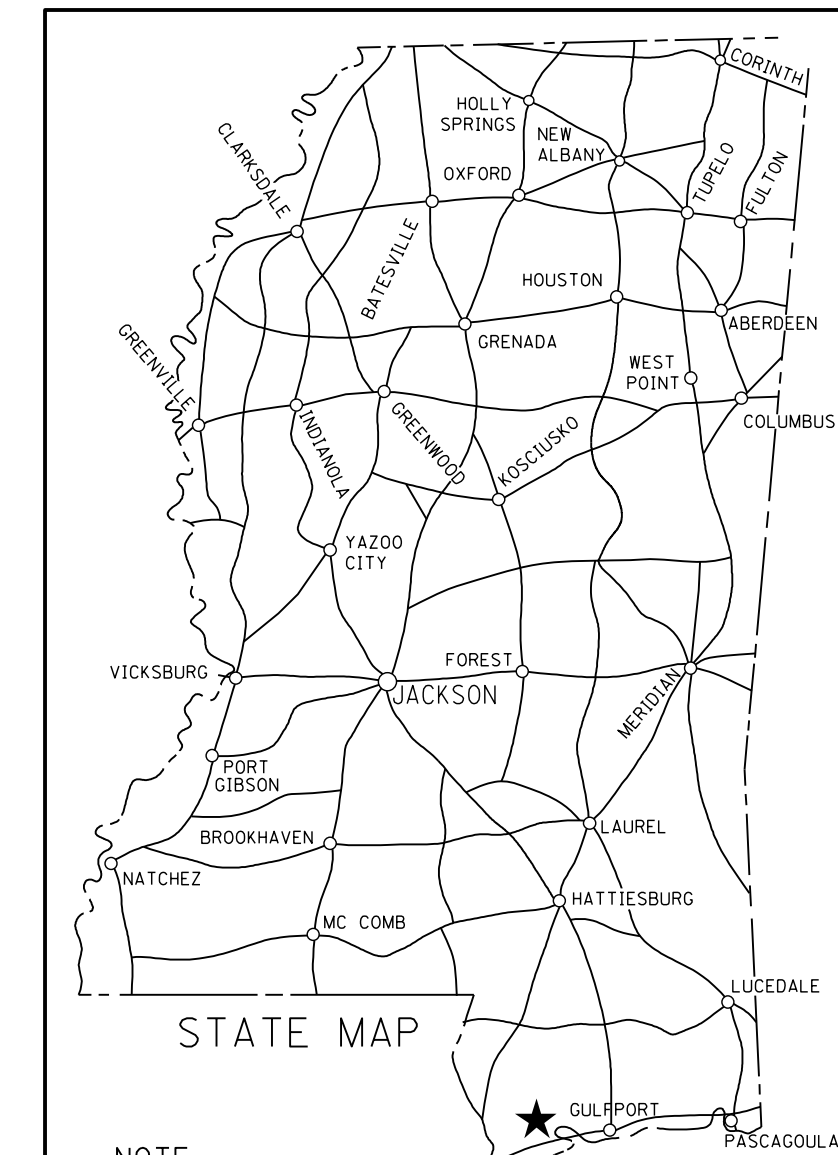 CORINTH
HOLLY
SPRINGS
NEW
ALBANY
CLARKSDALE
OXFORD
TUPELO
FULTON
BATESVILLE
HOUSTON
ABERDEEN
GREENVILLE
GRENADA
WEST
POINT
COLUMBUS
INDIANOLA
GREENWOOD
KOSCIUSKO
YAZOO
CITY
VICKSBURG
FOREST
JACKSON
MERIDIAN
PORT
GIBSON
BROOKHAVEN
LAUREL
NATCHEZ
HATTIESBURG
MC COMB
LUCEDALE
STATE MAP
GULFPORT
PASCAGOULA
NOTE